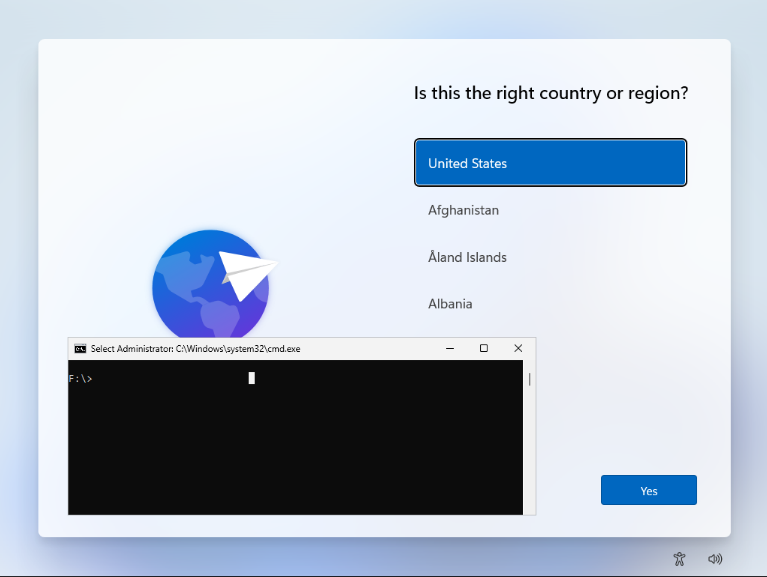 Is this the right country or region?
United States
Afghanistan
Åland Islands
Albania
Select Administrator: C:\Windows\system32\cmd.exe
F:\>
Yes